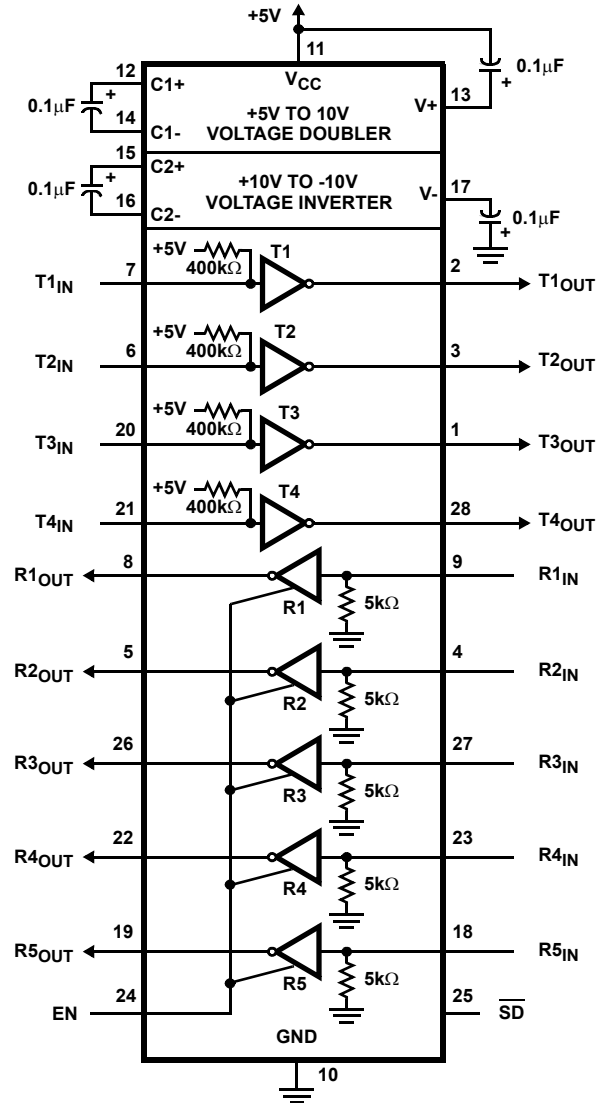 +5V
11
12
C1+
VCC
0.1μF
+
0.1μF
+
+5V TO 10V
VOLTAGE DOUBLER
V+
13
14
C1-
15
C2+
0.1μF
+
+10V TO -10V
VOLTAGE INVERTER
V-
17
16
C2-
0.1μF
+
+5V
400kΩ
T1
T1IN
7
2
T1OUT
+5V
400kΩ
T2
T2IN
6
3
T2OUT
+5V
400kΩ
T3
T3IN
20
1
T3OUT
+5V
400kΩ
T4
T4IN
21
28
T4OUT
R1OUT
8
9
R1IN
R1
5kΩ
R2OUT
5
4
R2IN
R2
5kΩ
R3OUT
26
27
R3IN
R3
5kΩ
R4OUT
22
23
R4IN
R4
5kΩ
R5OUT
19
18
R5IN
R5
5kΩ
EN
24
25
SD
GND
10